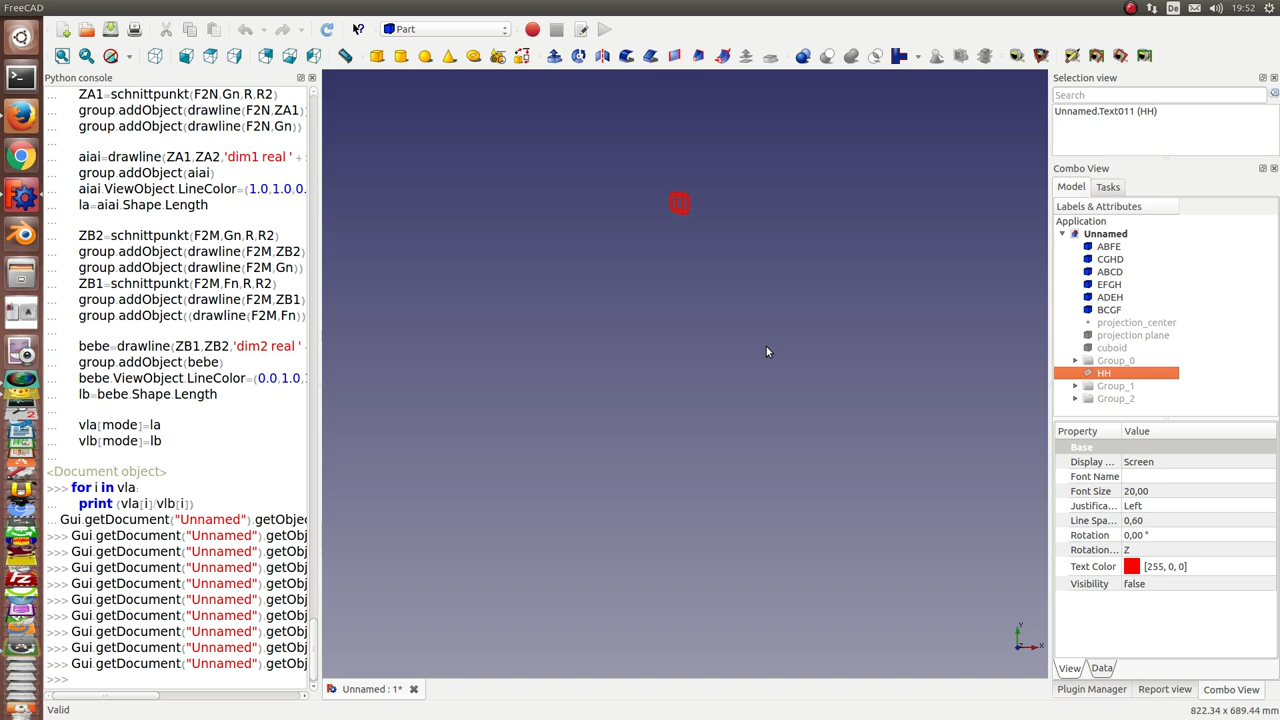 FreeCAD
De
19:52
Part
Python console
... ZA1=schnittpunkt(F2N,Gn,R,R2)
... group.addObject(drawline(F2N,ZA1)
... group.addObject(drawline(F2N,Gn))
...
... aiai=drawline(ZA1,ZA2,'dim1 real ' +
... group.addObject(aiai)
... aiai.ViewObject.LineColor=(1.0,1.0,0.
... la=aiai.Shape.Length
...
... ZB2=schnittpunkt(F2M,Gn,R,R2)
... group.addObject(drawline(F2M,ZB2)
... group.addObject(drawline(F2M,Gn))
... ZB1=schnittpunkt(F2M,Fn,R,R2)
... group.addObject(drawline(F2M,ZB1)
... group.addObject((drawline(F2M,Fn)
...
... bebe=drawline(ZB1,ZB2,'dim2 real '
... group.addObject(bebe)
... bebe.ViewObject.LineColor=(0.0,1.0,
... lb=bebe.Shape.Length
...
... vla[mode]=la
... vlb[mode]=lb
...
<Document object>
>>> for i in vla:
... print (vla[i]/vlb[i])
... Gui.getDocument("Unnamed").getObje
>>> Gui.getDocument("Unnamed").getObj
>>> Gui.getDocument("Unnamed").getObj
>>> Gui.getDocument("Unnamed").getObj
>>> Gui.getDocument("Unnamed").getObj
>>> Gui.getDocument("Unnamed").getObj
>>> Gui.getDocument("Unnamed").getObj
>>> Gui.getDocument("Unnamed").getObj
>>> Gui.getDocument("Unnamed").getObj
>>> Gui.getDocument("Unnamed").getObj
>>>
Y
X
Z
Unnamed : 1*
Selection view
Search
Unnamed.Text011 (HH)
Combo View
Model
Tasks
Labels & Attributes
Application
Unnamed
ABFE
CGHD
ABCD
EFGH
ADEH
BCGF
projection_center
projection plane
cuboid
Group_0
HH
Group_1
Group_2
Property Value
Base
Display ... Screen
Font Name
Font Size 20,00
Justifica... Left
Line Spa... 0,60
Rotation 0,00 °
Rotation... Z
Text Color [255, 0, 0]
Visibility false
View
Data
Plugin Manager
Report view
Combo View
Valid
822.34 x 689.44 mm